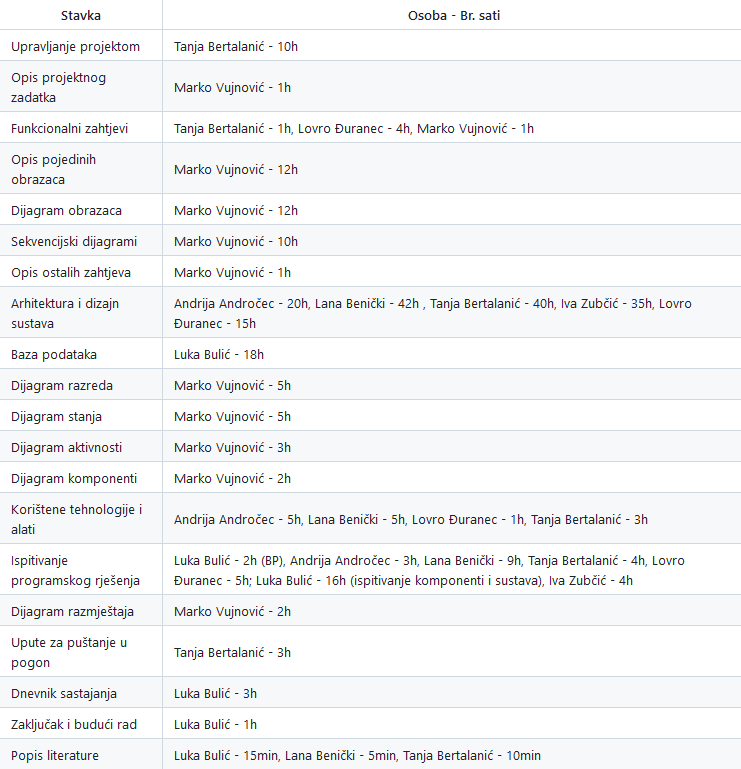 Stavka Osoba - Br. sati
Upravljanje projektom Tanja Bertalanić - 10h
Opis projektnog
zadatka
Marko Vujnović - 1h
Funkcionalni zahtjevi Tanja Bertalanić - 1h, Lovro Đuranec - 4h, Marko Vujnović - 1h
Opis pojedinih
obrazaca
Marko Vujnović - 12h
Dijagram obrazaca Marko Vujnović - 12h
Sekvencijski dijagrami Marko Vujnović - 10h
Opis ostalih zahtjeva Marko Vujnović - 1h
Arhitektura i dizajn
sustava
Andrija Andročec - 20h, Lana Benički - 42h , Tanja Bertalanić - 40h, Iva Zubčić - 35h, Lovro
Đuranec - 15h
Baza podataka Luka Bulić - 18h
Dijagram razreda Marko Vujnović - 5h
Dijagram stanja Marko Vujnović - 5h
Dijagram aktivnosti Marko Vujnović - 3h
Dijagram komponenti Marko Vujnović - 2h
Korištene tehnologije i
alati
Andrija Andročec - 5h, Lana Benički - 5h, Lovro Đuranec - 1h, Tanja Bertalanić - 3h
Ispitivanje
programskog rješenja
Luka Bulić - 2h (BP), Andrija Andročec - 3h, Lana Benički - 9h, Tanja Bertalanić - 4h, Lovro
Đuranec - 5h; Luka Bulić - 16h (ispitivanje komponenti i sustava), Iva Zubčić - 4h
Dijagram razmještaja Marko Vujnović - 2h
Upute za puštanje u
pogon
Tanja Bertalanić - 3h
Dnevnik sastajanja Luka Bulić - 3h
Zaključak i budući rad Luka Bulić - 1h
Popis literature Luka Bulić - 15min, Lana Benički - 5min, Tanja Bertalanić - 10min